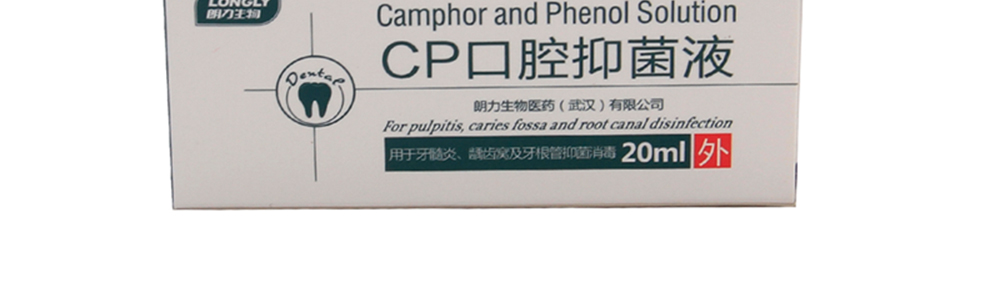 LONGLY
朗力生物
Camphor and Phenol Solution
CP口腔抑菌液
Dental
朗力生物医药（武汉）有限公司
For pulpitis, caries fossa and root canal disinfection
用于牙髓炎、龋齿窝及牙根管抑菌消毒 20ml 外